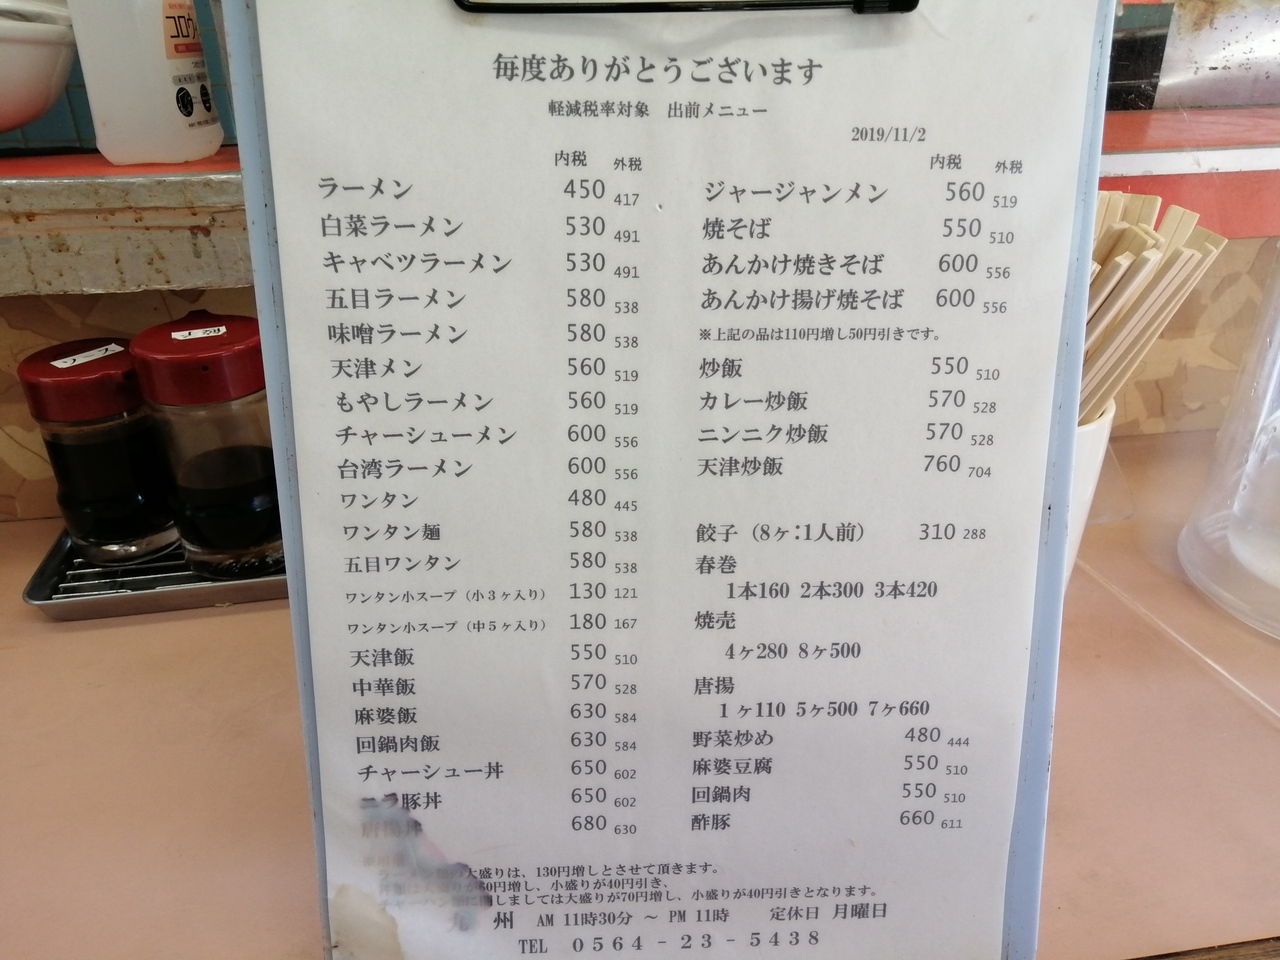 毎度ありがとうございます
軽減税率対象 出前メニュー
2019/11/2
内税 外税
ラーメン 450 417
白菜ラーメン 530 491
キャベツラーメン 530 491
五目ラーメン 580 538
味噌ラーメン 580 538
天津メン 560 519
もやしラーメン 560 519
チャーシューメン 600 556
台湾ラーメン 600 556
ワンタン 480 445
ワンタン麺 580 538
五目ワンタン 580 538
ワンタン小スープ（小3ヶ入り） 130 121
ワンタン小スープ（中5ヶ入り） 180 167
天津飯 550 510
中華飯 570 528
麻婆飯 630 584
回鍋肉飯 630 584
チャーシュー丼 650 602
ニラ豚丼 650 602
唐揚丼 680 630
内税 外税
ジャージャンメン 560 519
焼そば 550 510
あんかけ焼きそば 600 556
あんかけ揚げ焼そば 600 556
※上記の品は110円増し50円引きです。
炒飯 550 510
カレー炒飯 570 528
ニンニク炒飯 570 528
天津炒飯 760 704
餃子（8ヶ:1人前） 310 288
春巻
1本160 2本300 3本420
焼売
4ヶ280 8ヶ500
唐揚
1ヶ110 5ヶ500 7ヶ660
野菜炒め 480 444
麻婆豆腐 550 510
回鍋肉 550 510
酢豚 660 611
大盛りは、130円増しとさせて頂きます。
60円増し、小盛りが40円引き、
しましては大盛りが70円増し、小盛りが40円引きとなります。
九州 AM 11時30分 ～ PM 11時 定休日 月曜日
TEL 0564-23-5438
ソース
コロウ